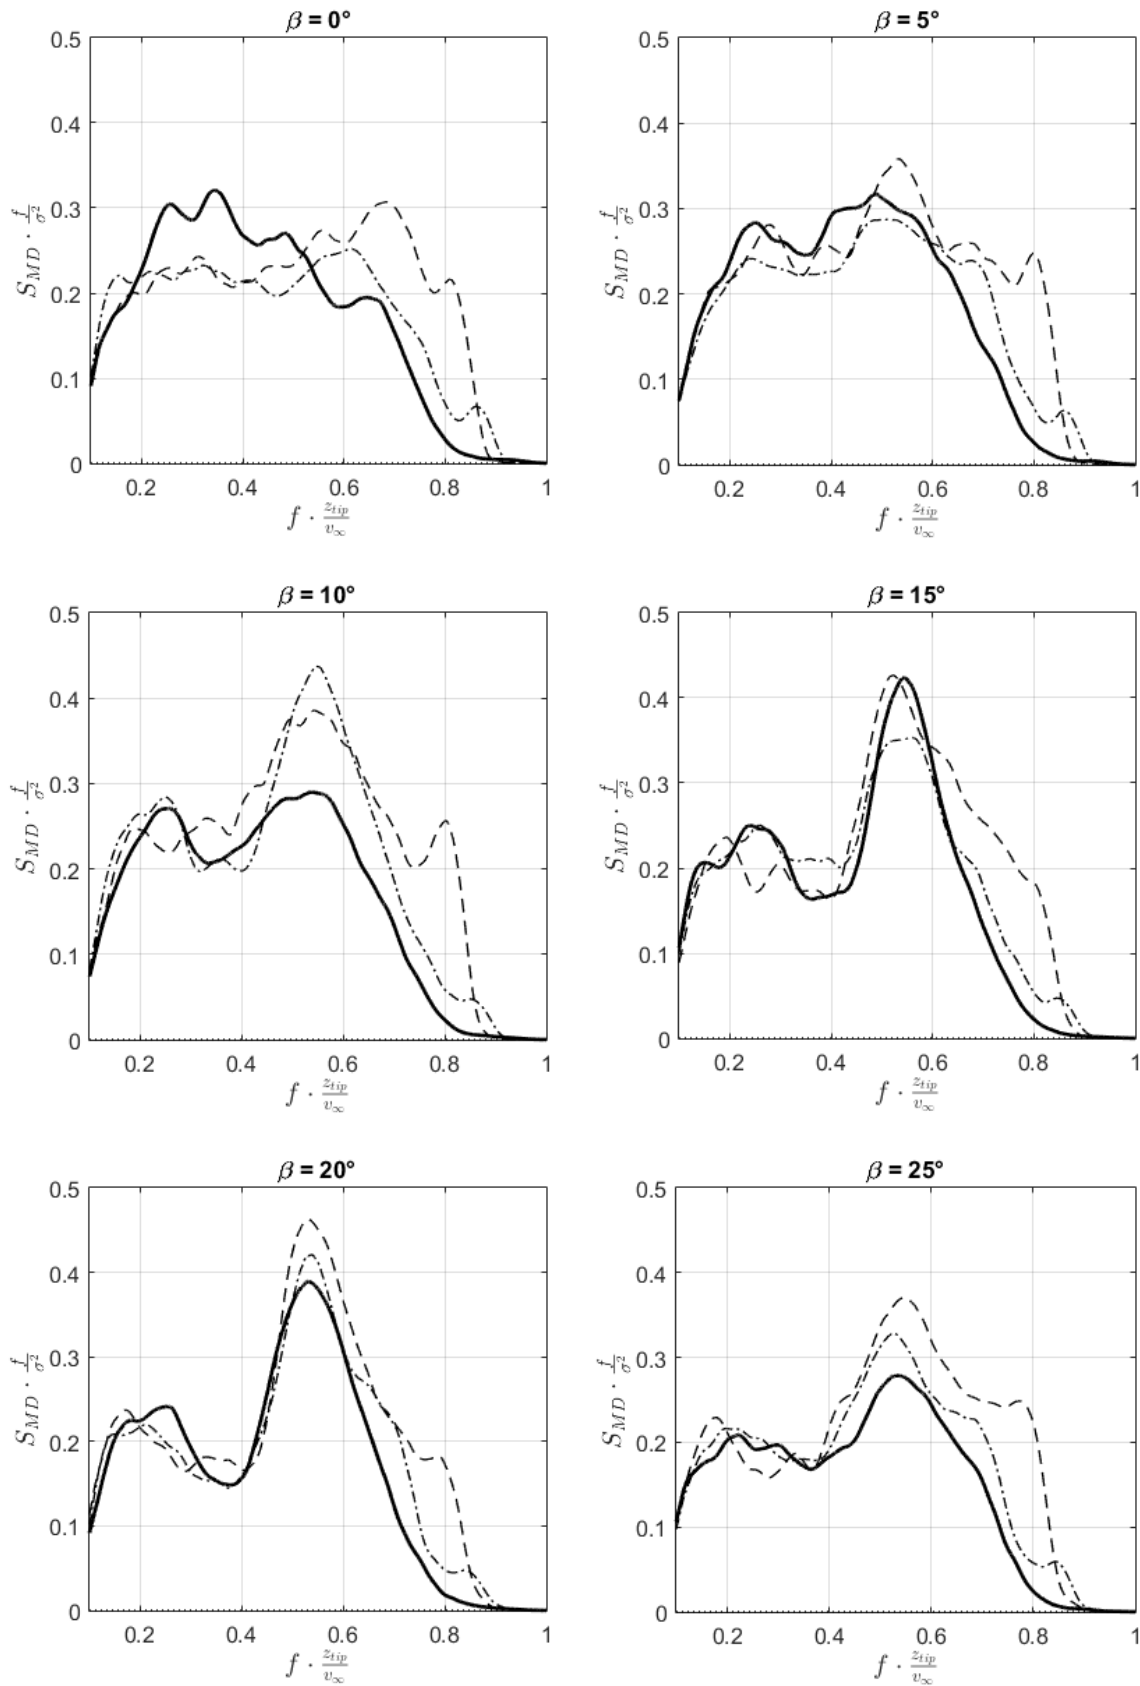 β = 0°
β = 5°
0.5
0.4
0.3
0.2
0.1
0
S_MD · f/σ²
0.2 0.4 0.6 0.8 1
f · z_tip/v_∞
0.5
0.4
0.3
0.2
0.1
0
S_MD · f/σ²
0.2 0.4 0.6 0.8 1
f · z_tip/v_∞
β = 10°
β = 15°
0.5
0.4
0.3
0.2
0.1
0
S_MD · f/σ²
0.2 0.4 0.6 0.8 1
f · z_tip/v_∞
0.5
0.4
0.3
0.2
0.1
0
S_MD · f/σ²
0.2 0.4 0.6 0.8 1
f · z_tip/v_∞
β = 20°
β = 25°
0.5
0.4
0.3
0.2
0.1
0
S_MD · f/σ²
0.2 0.4 0.6 0.8 1
f · z_tip/v_∞
0.5
0.4
0.3
0.2
0.1
0
S_MD · f/σ²
0.2 0.4 0.6 0.8 1
f · z_tip/v_∞